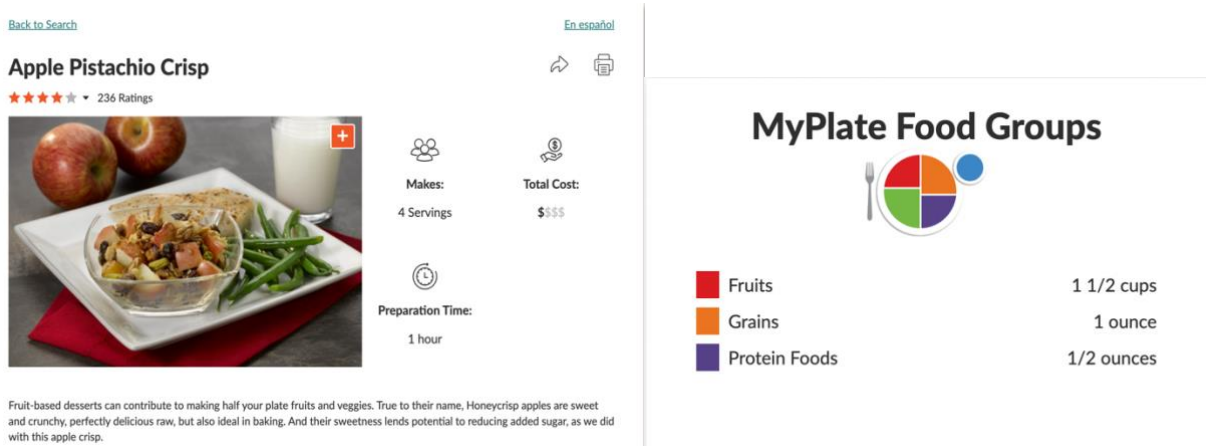 Back to Search
En español
Apple Pistachio Crisp
236 Ratings
+
Makes:
Total Cost:
4 Servings
$$$$
Preparation Time:
1 hour
Fruit-based desserts can contribute to making half your plate fruits and veggies. True to their name, Honeycrisp apples are sweet
and crunchy, perfectly delicious raw, but also ideal in baking. And their sweetness lends potential to reducing added sugar, as we did
with this apple crisp.
MyPlate Food Groups
Fruits 1 1/2 cups
Grains 1 ounce
Protein Foods 1/2 ounces